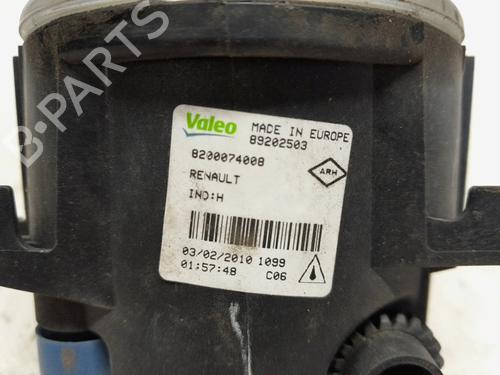 Valeo
MADE IN EUROPE
89202503
8200074008
RENAULT
ARH
IND:H
03/02/2010 1099
01:57:48
C06
B-PARTS